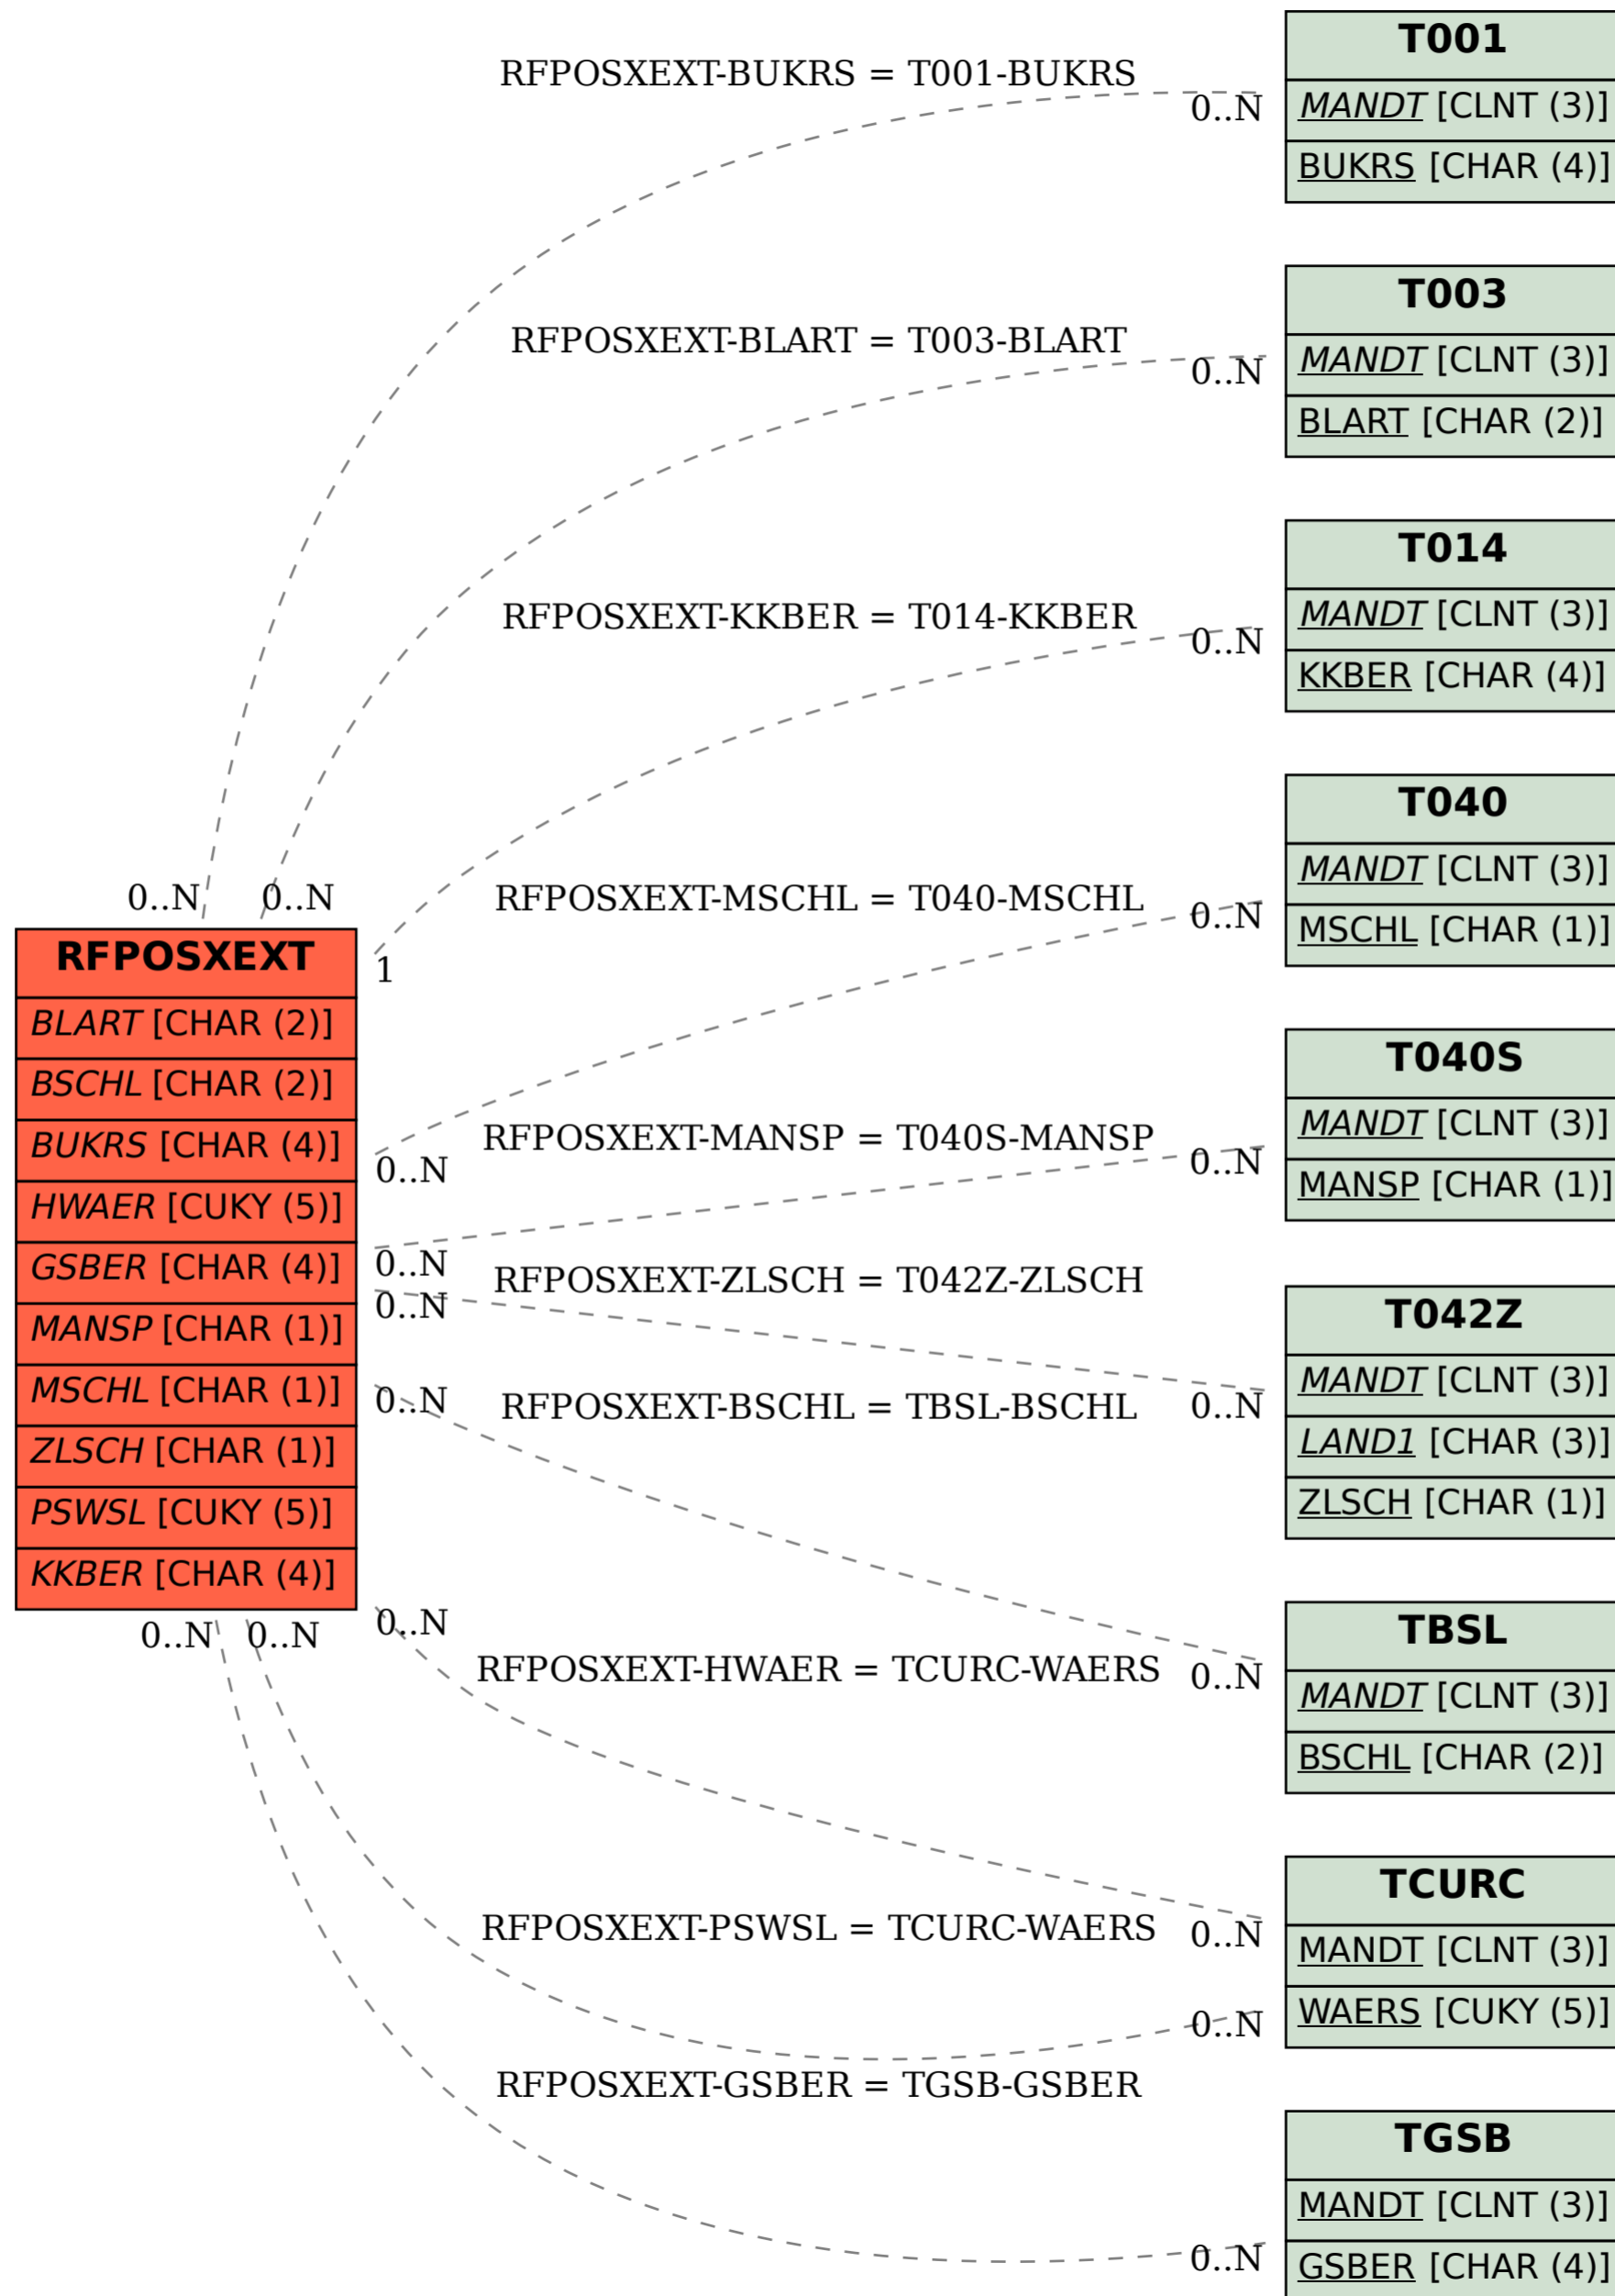 T001
MANDT [CLNT (3)]
BUKRS [CHAR (4)]
RFPOSXEXT-BUKRS = T001-BUKRS
0..N
T003
MANDT [CLNT (3)]
BLART [CHAR (2)]
RFPOSXEXT-BLART = T003-BLART
0..N
T014
MANDT [CLNT (3)]
KKBER [CHAR (4)]
RFPOSXEXT-KKBER = T014-KKBER
0..N
T040
MANDT [CLNT (3)]
MSCHL [CHAR (1)]
RFPOSXEXT-MSCHL = T040-MSCHL
0..N
0..N
0..N
RFPOSXEXT
BLART [CHAR (2)]
BSCHL [CHAR (2)]
BUKRS [CHAR (4)]
HWAER [CUKY (5)]
GSBER [CHAR (4)]
MANSP [CHAR (1)]
MSCHL [CHAR (1)]
ZLSCH [CHAR (1)]
PSWSL [CUKY (5)]
KKBER [CHAR (4)]
1
0..N
0..N
0..N
0..N
0..N
0..N
0..N
T040S
MANDT [CLNT (3)]
MANSP [CHAR (1)]
RFPOSXEXT-MANSP = T040S-MANSP
0..N
RFPOSXEXT-ZLSCH = T042Z-ZLSCH
T042Z
MANDT [CLNT (3)]
LAND1 [CHAR (3)]
ZLSCH [CHAR (1)]
0..N
RFPOSXEXT-BSCHL = TBSL-BSCHL
TBSL
MANDT [CLNT (3)]
BSCHL [CHAR (2)]
0..N
RFPOSXEXT-HWAER = TCURC-WAERS
TCURC
MANDT [CLNT (3)]
WAERS [CUKY (5)]
0..N
RFPOSXEXT-PSWSL = TCURC-WAERS
0..N
RFPOSXEXT-GSBER = TGSB-GSBER
TGSB
MANDT [CLNT (3)]
GSBER [CHAR (4)]
0..N